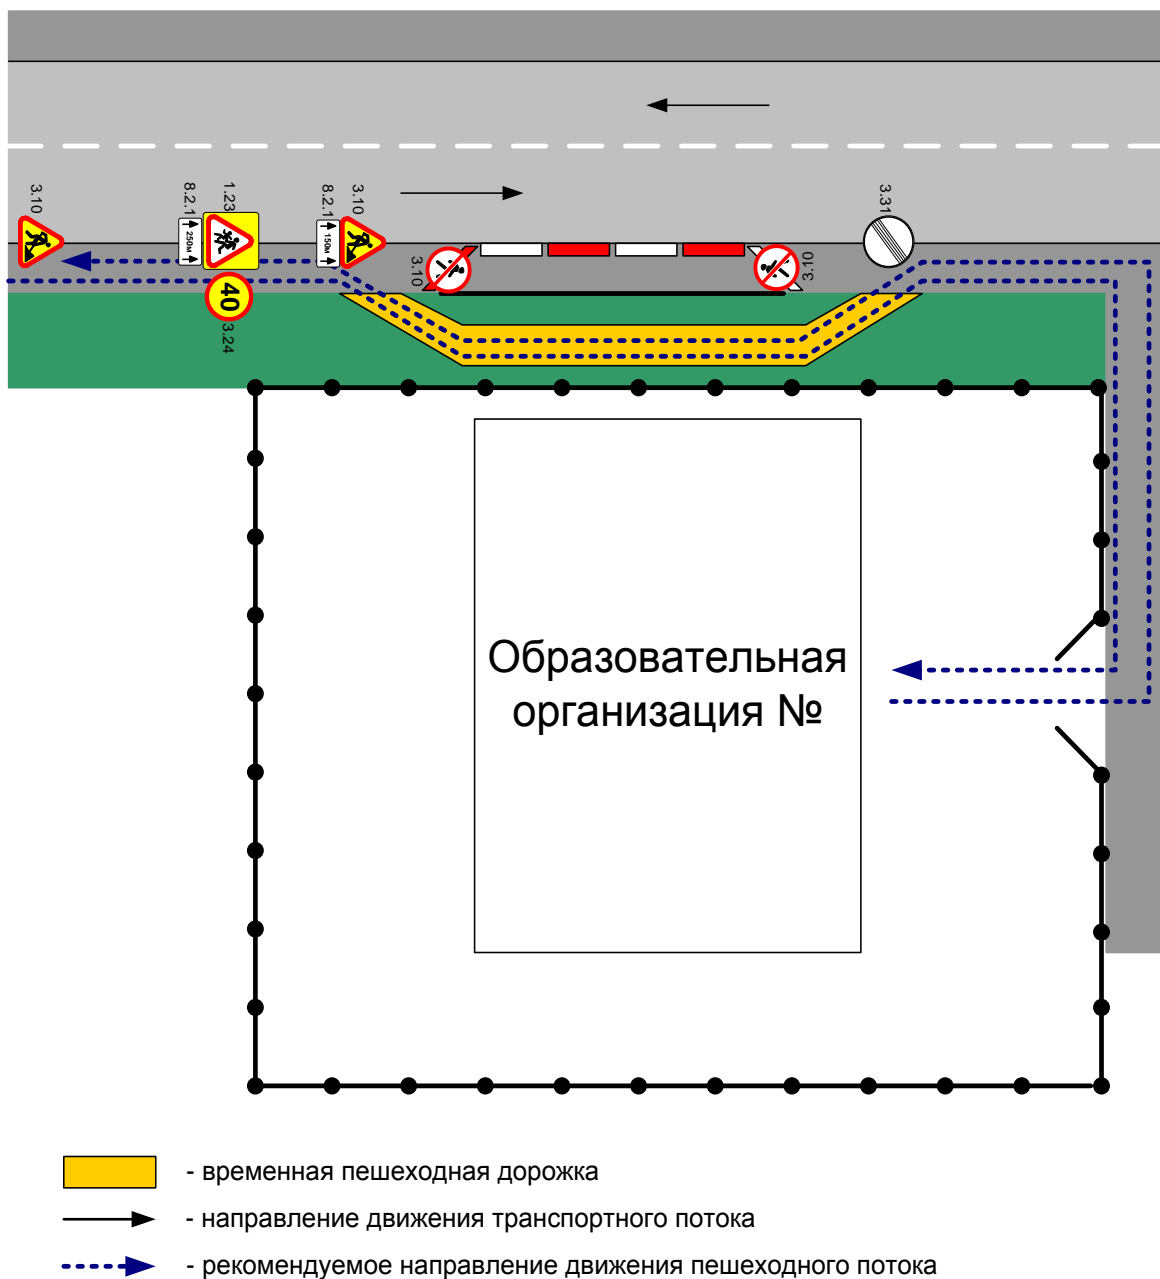 3.10
8.2.1
250м
1.23
40
3.24
8.2.1
150м
3.10
3.10
3.10
3.31
Образовательная
организация №
- временная пешеходная дорожка
- направление движения транспортного потока
- рекомендуемое направление движения пешеходного потока